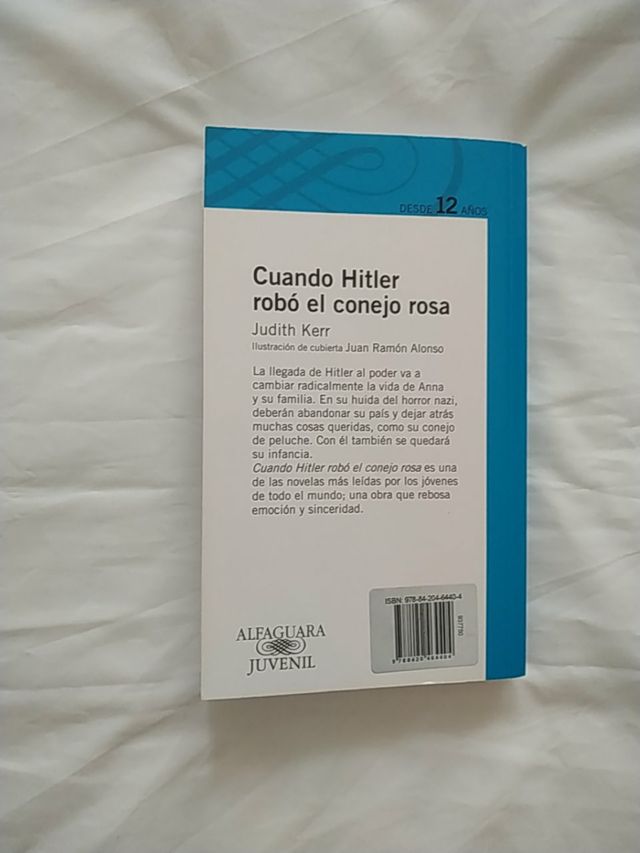 DESDE 12 AÑOS
Cuando Hitler
robó el conejo rosa
Judith Kerr
Ilustración de cubierta Juan Ramón Alonso
La llegada de Hitler al poder va a
cambiar radicalmente la vida de Anna
y su familia. En su huida del horror nazi,
deberán abandonar su país y dejar atrás
muchas cosas queridas, como su conejo
de peluche. Con él también se quedará
su infancia.
Cuando Hitler robó el conejo rosa es una
de las novelas más leídas por los jóvenes
de todo el mundo; una obra que rebosa
emoción y sinceridad.
ALFAGUARA
JUVENIL
ISBN: 978-84-204-6440-4
9 788420 464404